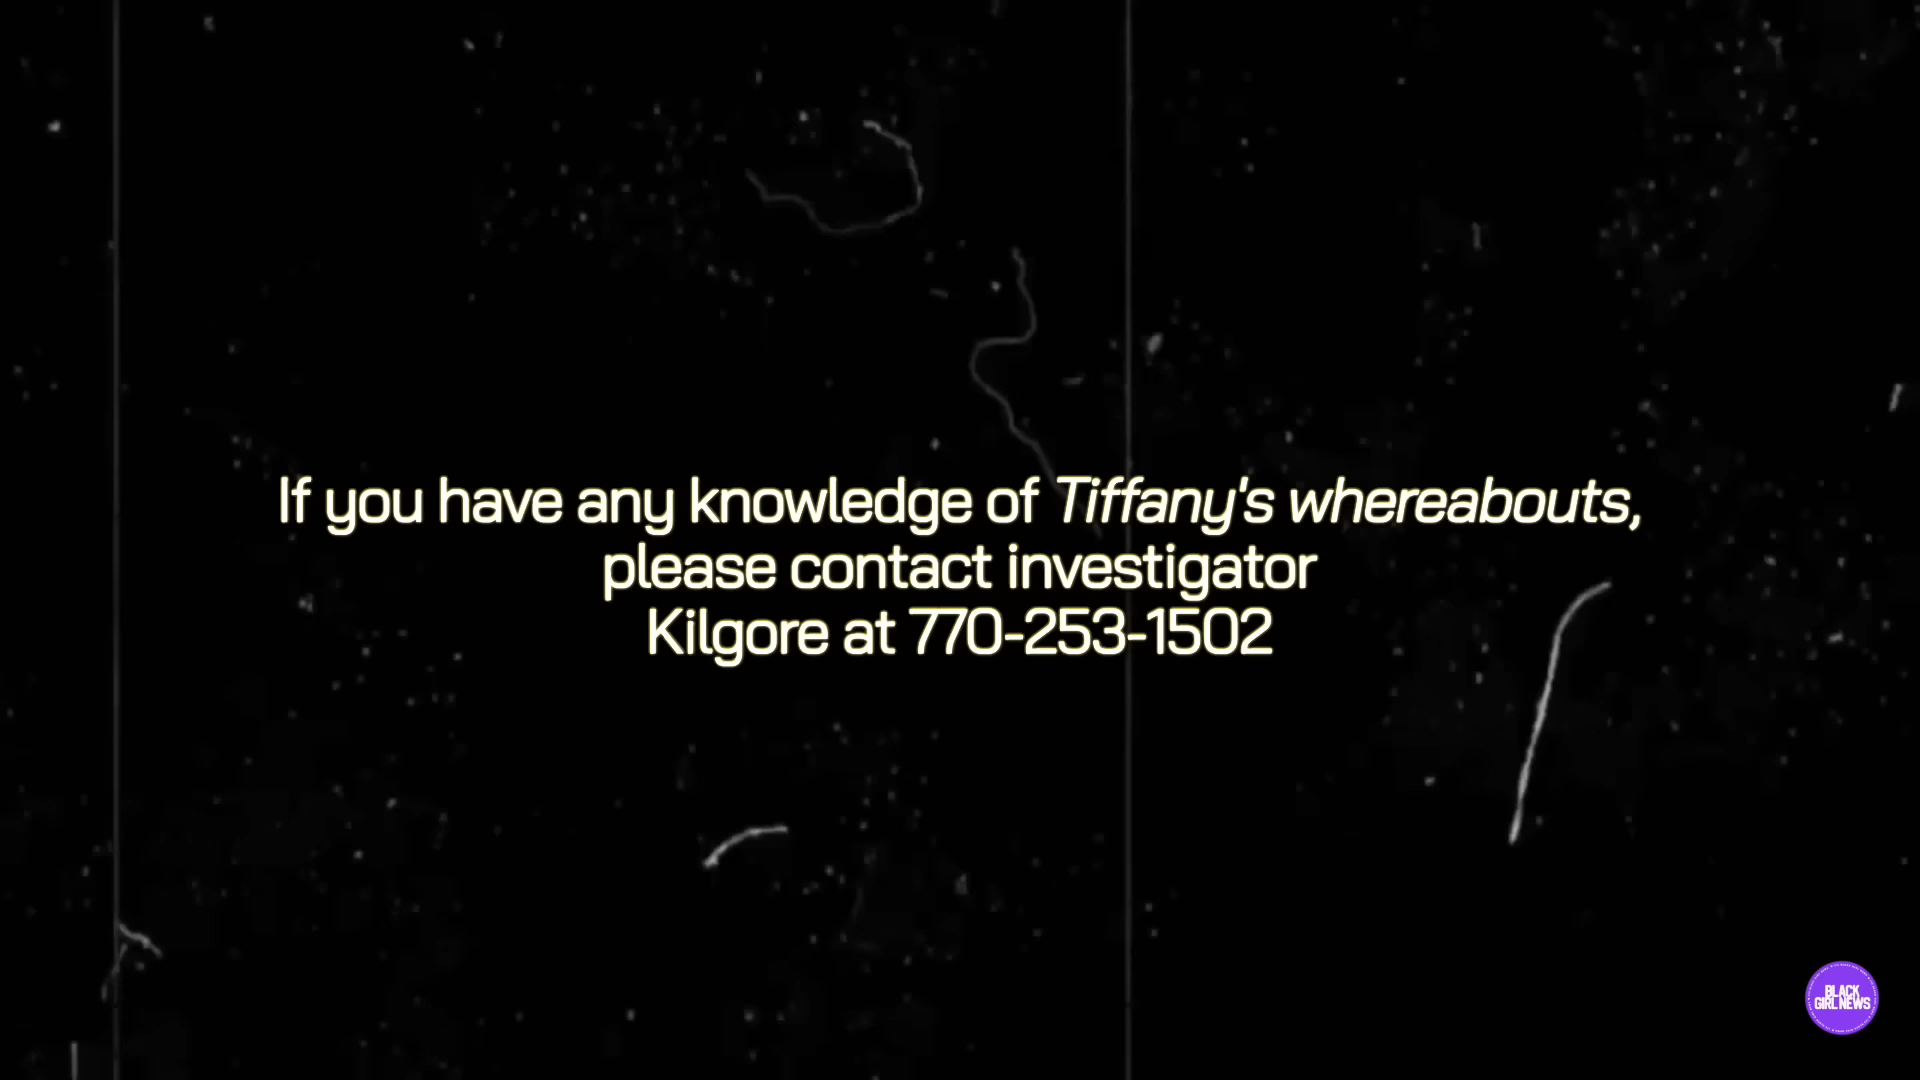 If you have any knowledge of Tiffany's whereabouts,
please contact investigator
Kilgore at 770-253-1502
BLACK
GIRL NEWS